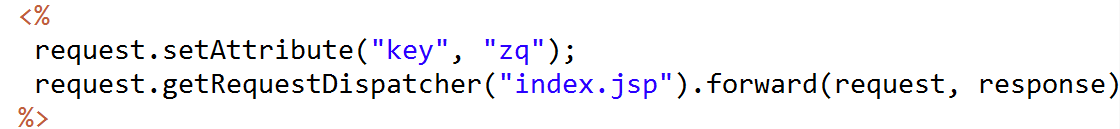 <%
request.setAttribute("key", "zq");
request.getRequestDispatcher("index.jsp").forward(request, response)
%>